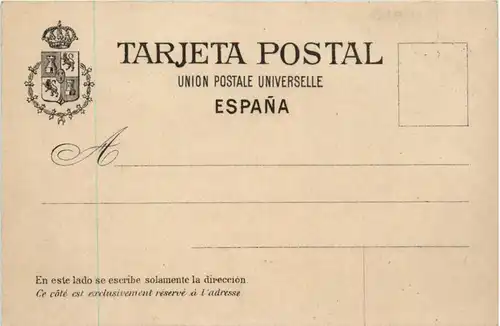 TARJETA POSTAL
UNION POSTALE UNIVERSELLE
ESPAÑA
A
En este lado se escribe solamente la direccion.
Ce côté est exclusivement réservé á l'adresse